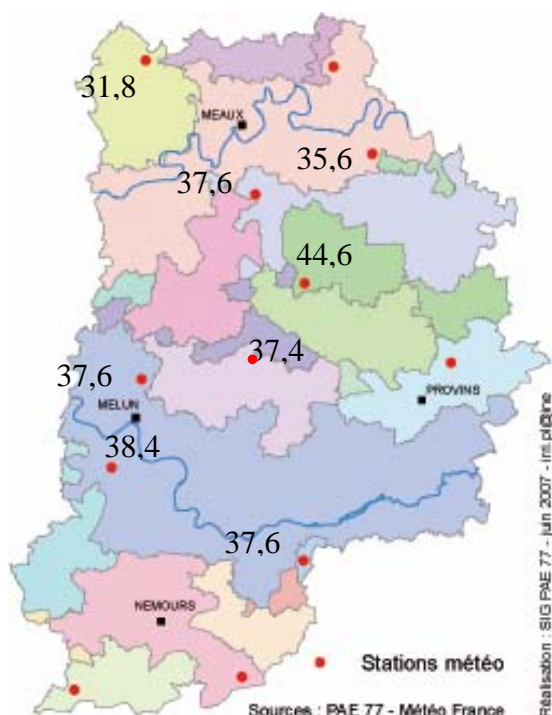 31,8
MEAUX
35,6
37,6
44,6
37,4
37,6
PROVINS
MELUN
38,4
37,6
NEMOURS
Stations météo
Sources : PAE 77 - Météo France
Réalisation : SIG PAE 77 - juin 2007 -